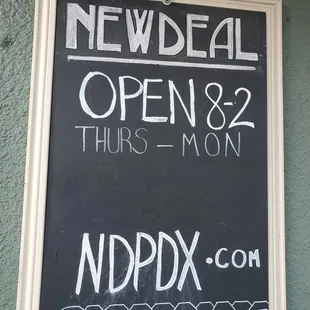 NEW DEAL
OPEN 8-2
THURS - MON
NDPDX.COM